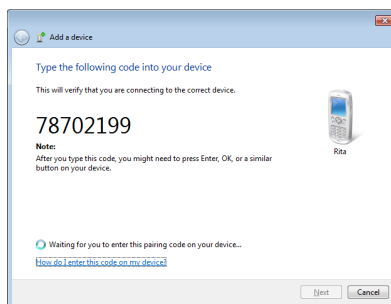 Add a device
Type the following code into your device
This will verify that you are connecting to the correct device.
78702199
Note:
After you type this code, you might need to press Enter, OK, or a similar
button on your device.
Rita
Waiting for you to enter this pairing code on your device...
How do I enter this code on my device?
Next
Cancel